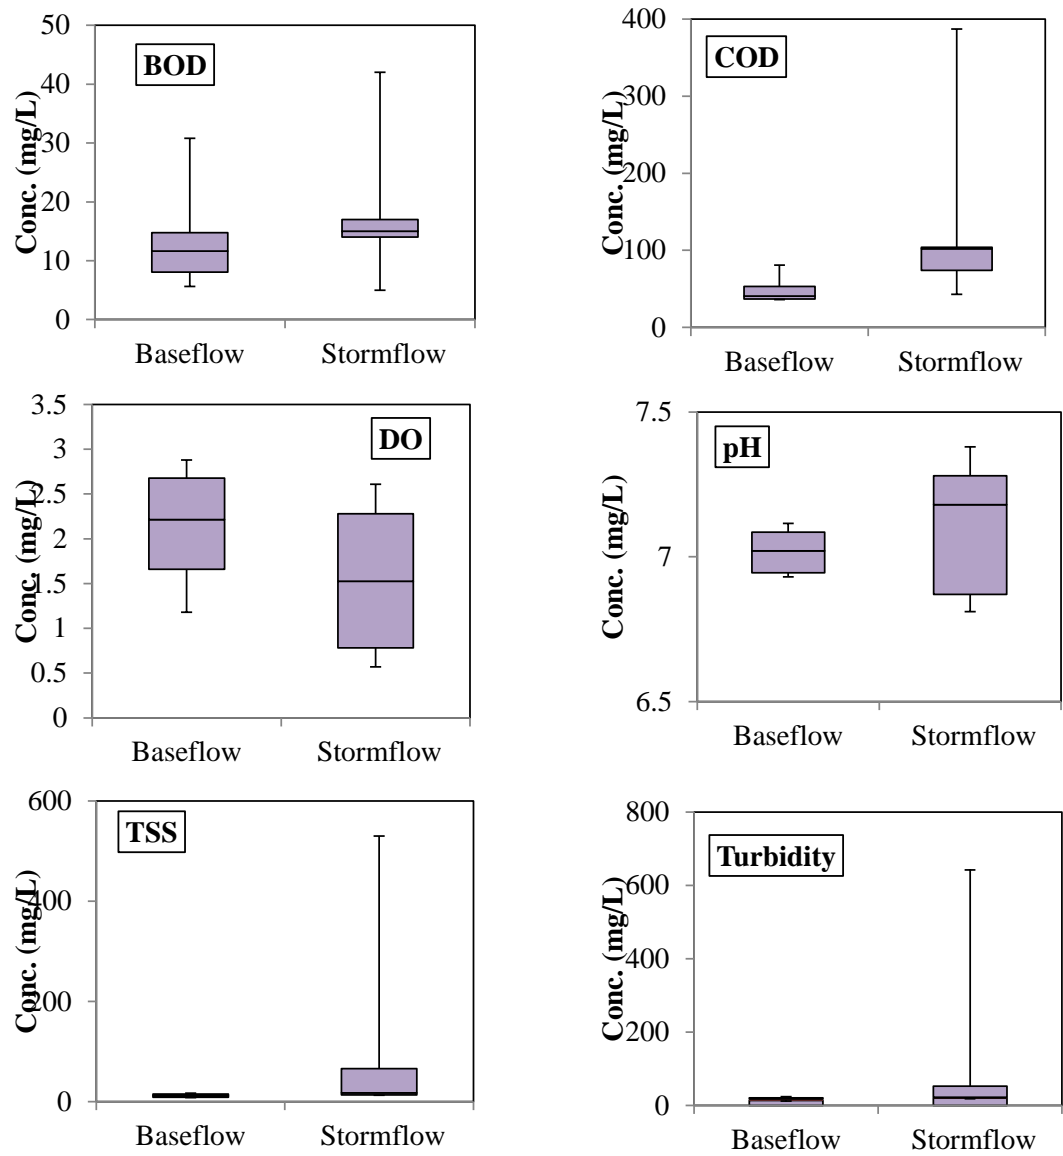 BOD
Conc. (mg/L)
50
40
30
20
10
0
Baseflow Stormflow
COD
Conc. (mg/L)
400
300
200
100
0
Baseflow Stormflow
DO
Conc. (mg/L)
3.5
3
2.5
2
1.5
1
0.5
0
Baseflow Stormflow
pH
Conc. (mg/L)
7.5
7
6.5
Baseflow Stormflow
TSS
Conc. (mg/L)
600
400
200
0
Baseflow Stormflow
Turbidity
Conc. (mg/L)
800
600
400
200
0
Baseflow Stormflow